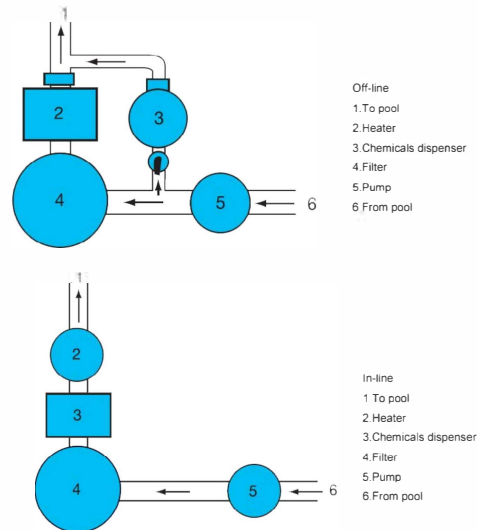 1
2
3
4
5
6
Off-line
1.To pool
2.Heater
3.Chemicals dispenser
4.Filter
5.Pump
6 From pool
1
2
3
4
5
6
In-line
1 To pool
2.Heater
3.Chemicals dispenser
4.Filter
5.Pump
6.From pool